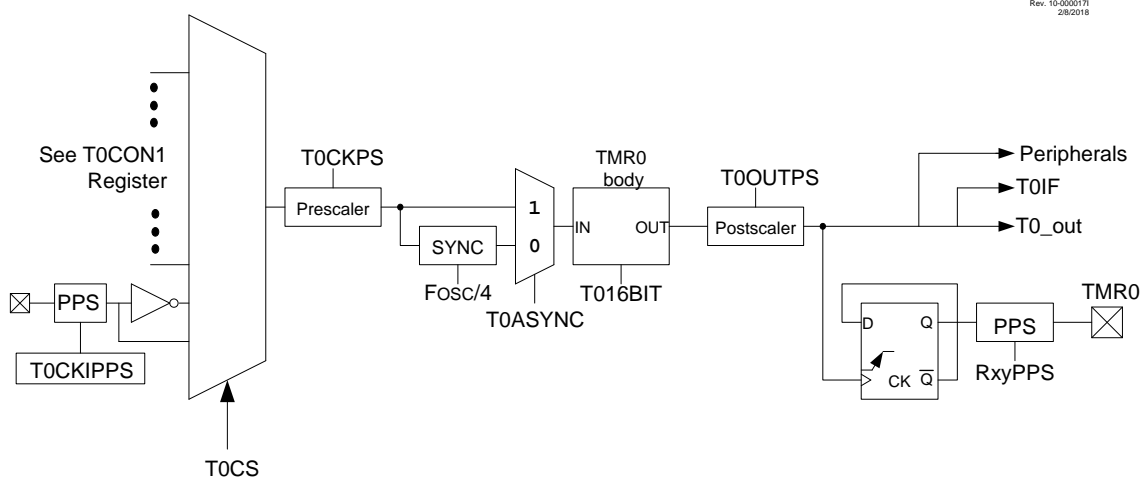 Rev. 10-000017I
2/8/2018
See T0CON1
Register
PPS
T0CKIPPS
T0CS
T0CKPS
Prescaler
SYNC
FOSC/4
1
0
T0ASYNC
TMR0
body
IN
OUT
T016BIT
T0OUTPS
Postscaler
Peripherals
T0IF
T0_out
D
Q
CK
Q
PPS
RxyPPS
TMR0